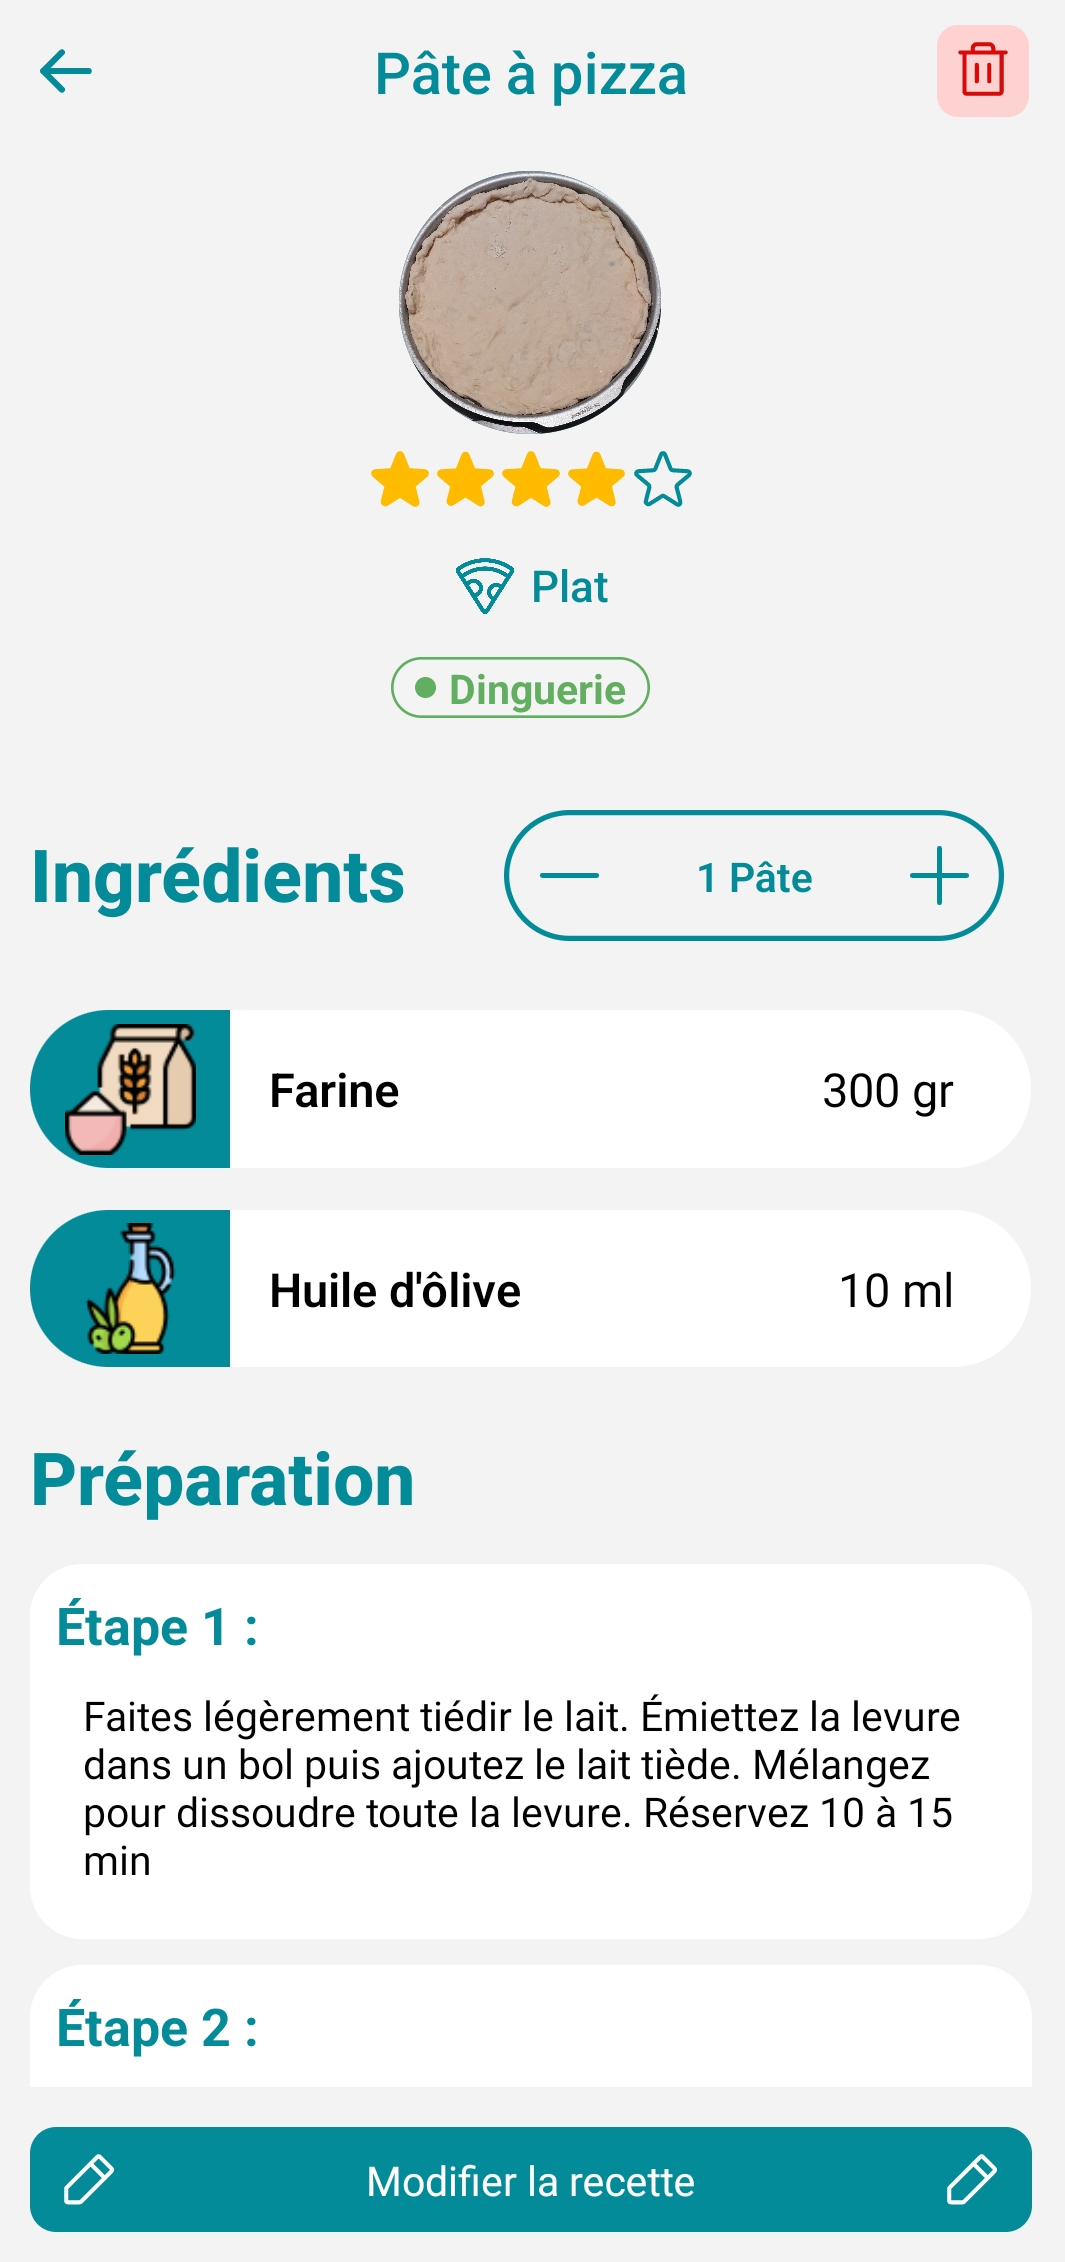 Pâte à pizza
Plat
Dinguerie
Ingrédients
1 Pâte
Farine
300 gr
Huile d'ôlive
10 ml
Préparation
Étape 1 :
Faites légèrement tiédir le lait. Émiettez la levure
dans un bol puis ajoutez le lait tiède. Mélangez
pour dissoudre toute la levure. Réservez 10 à 15
min
Étape 2 :
Modifier la recette